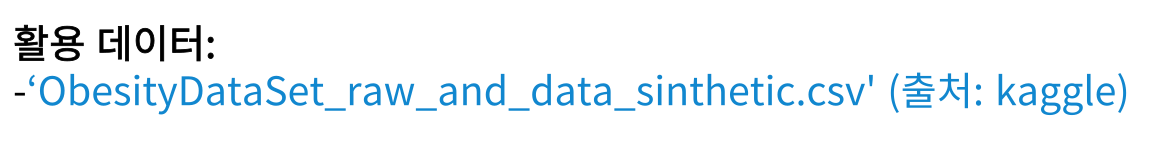 활용 데이터:
-‘ObesityDataSet_raw_and_data_sinthetic.csv' (출처: kaggle)